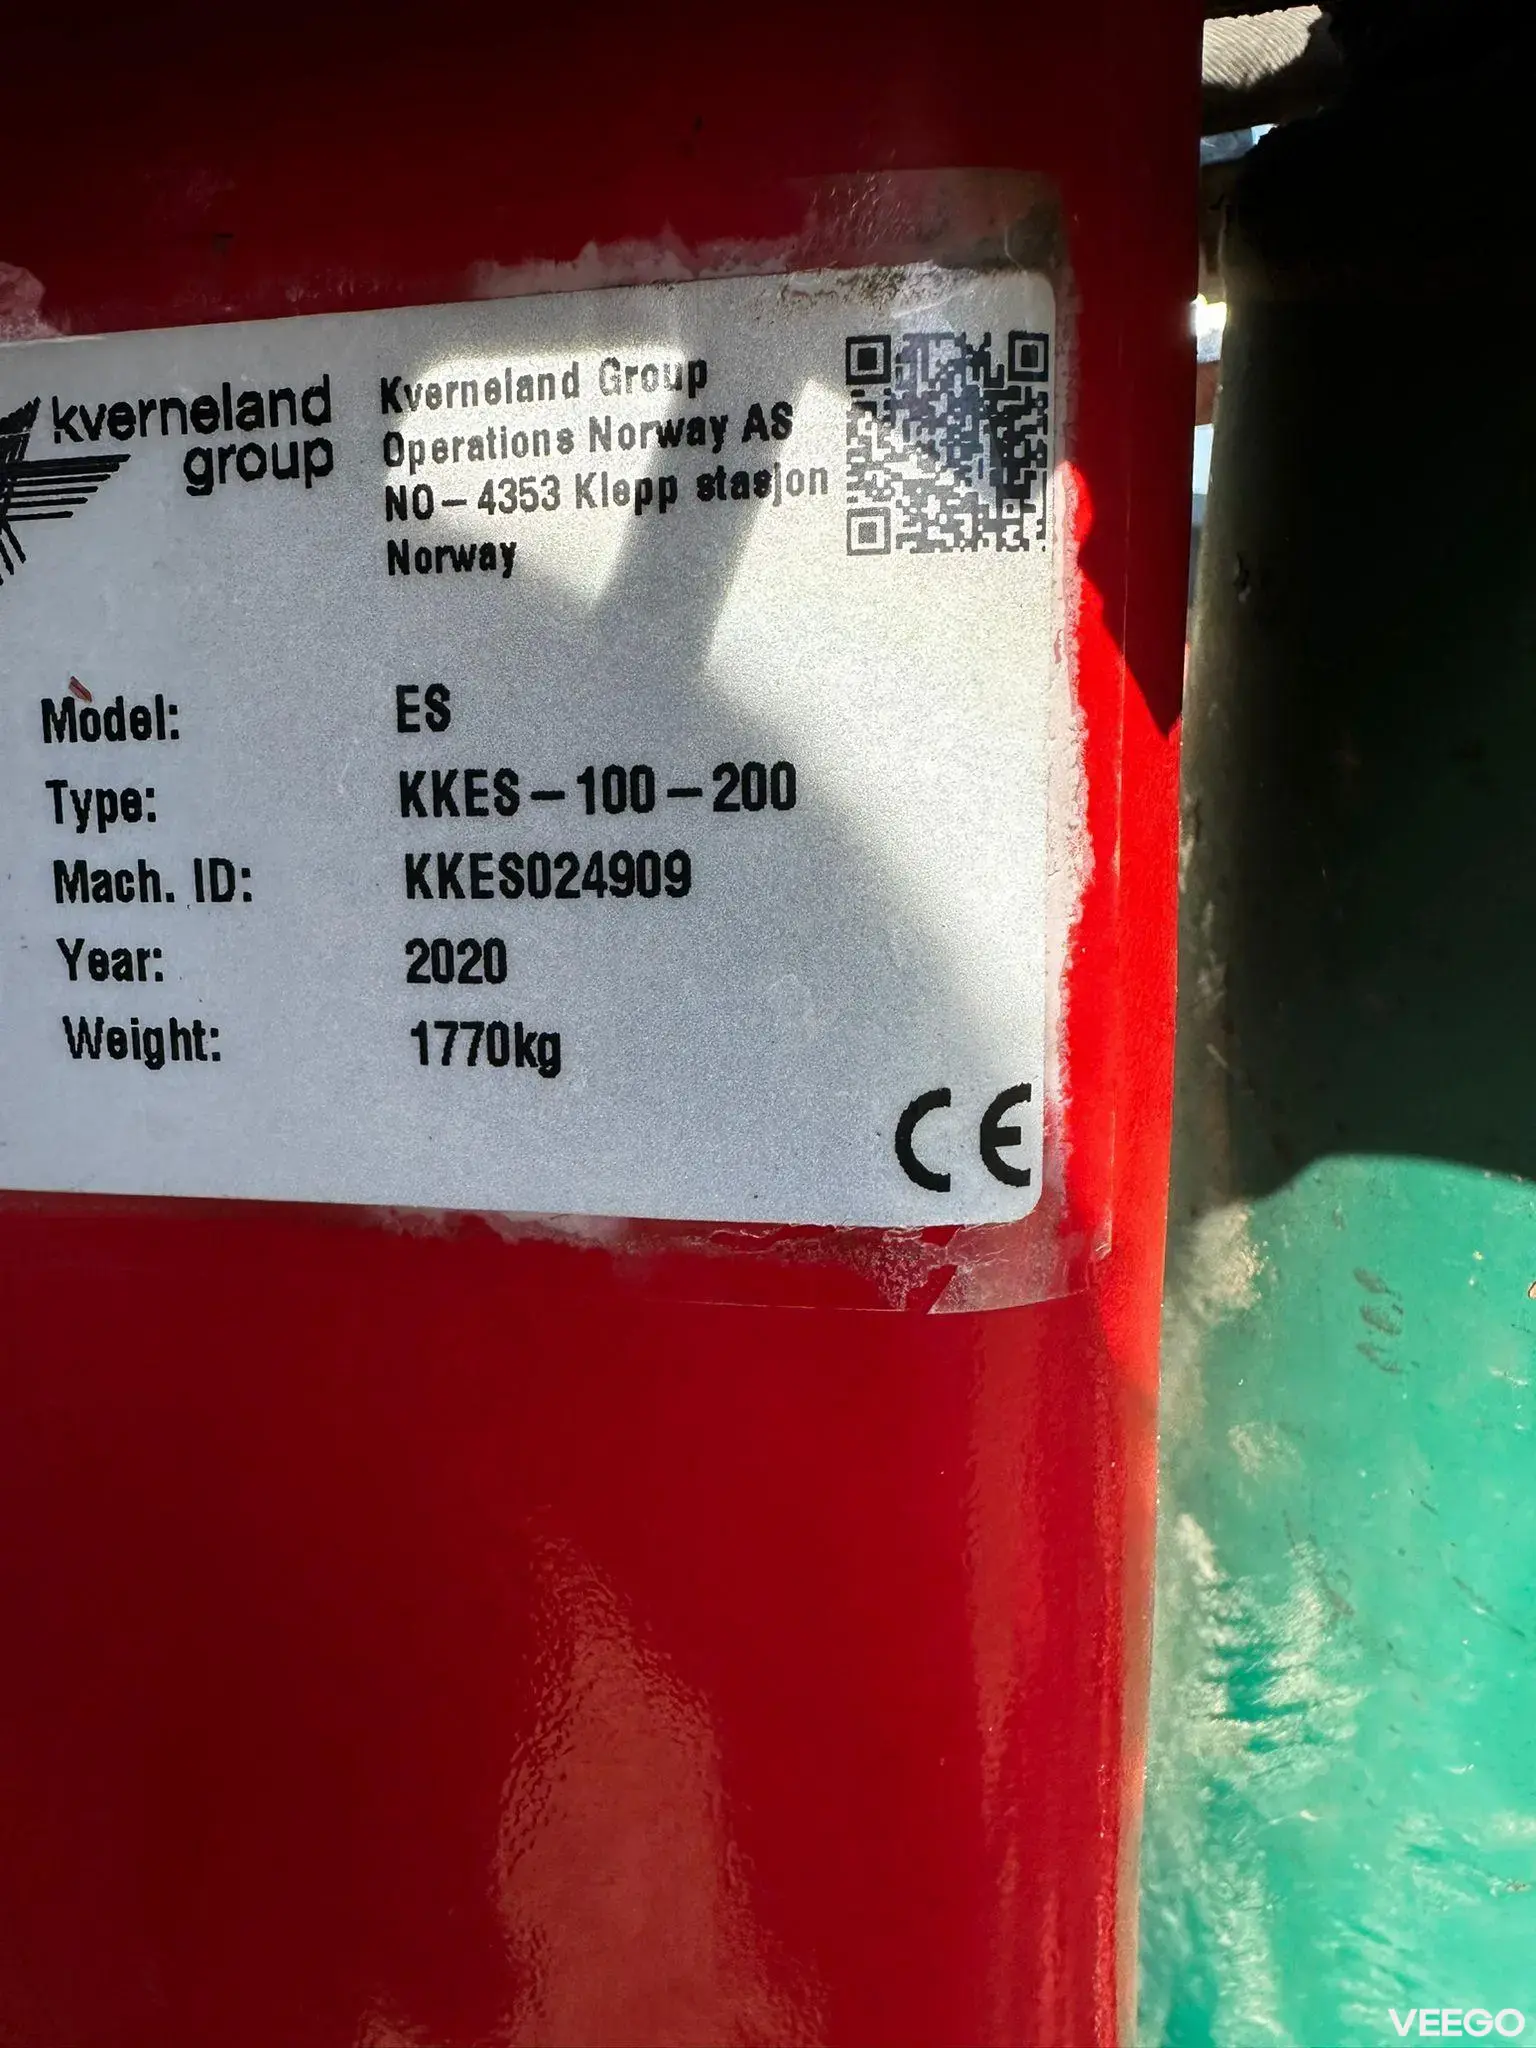 kverneland
group
Kverneland Group
Operations Norway AS
NO-4353 Klepp stasjon
Norway
Model: ES
Type: KKES-100-200
Mach. ID: KKES024909
Year: 2020
Weight: 1770kg
CE
VEEGO